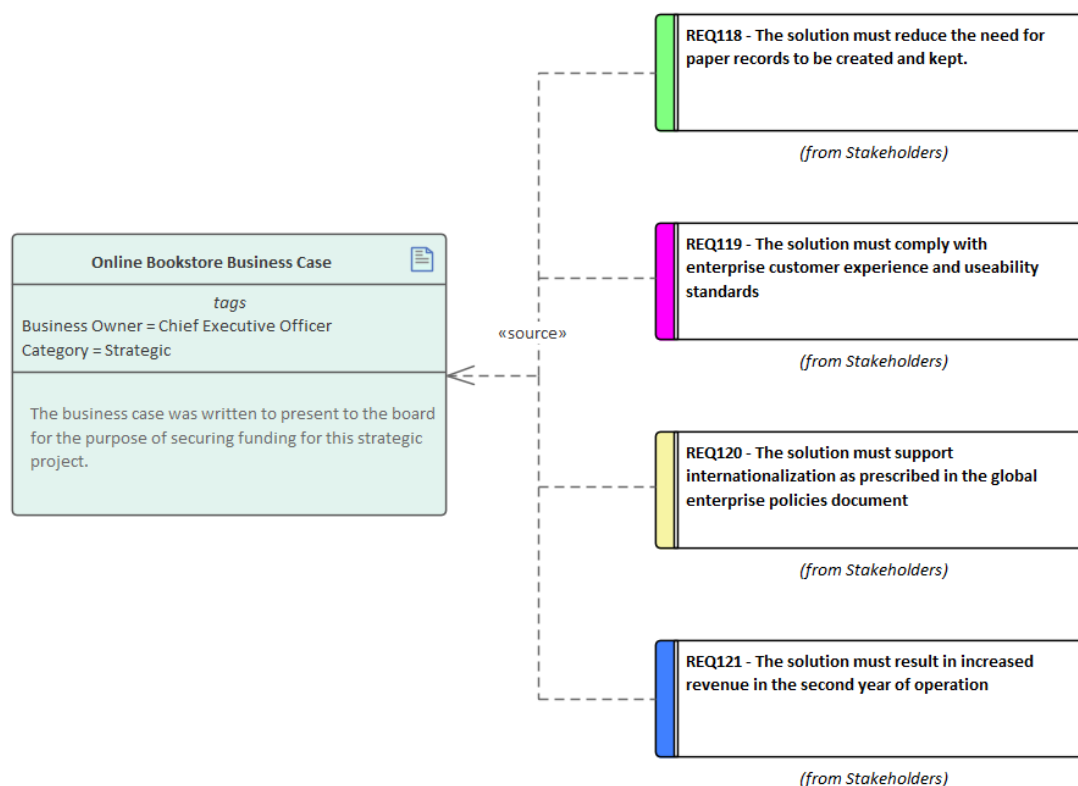 REQ118 - The solution must reduce the need for
paper records to be created and kept.
(from Stakeholders)
REQ119 - The solution must comply with
enterprise customer experience and useability
standards
(from Stakeholders)
Online Bookstore Business Case
tags
Business Owner = Chief Executive Officer
Category = Strategic
The business case was written to present to the board
for the purpose of securing funding for this strategic
project.
«source»
REQ120 - The solution must support
internationalization as prescribed in the global
enterprise policies document
(from Stakeholders)
REQ121 - The solution must result in increased
revenue in the second year of operation
(from Stakeholders)